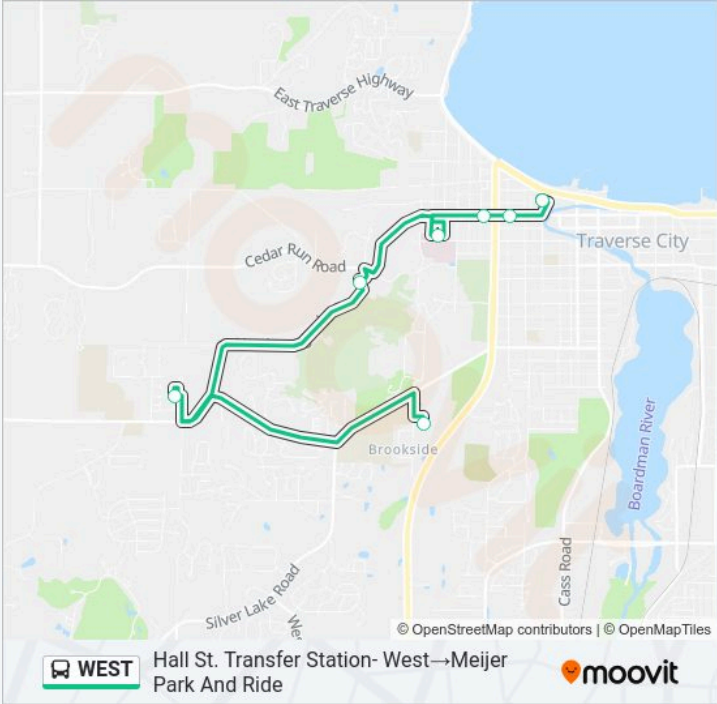 East Traverse Highway
Traverse City
Cedar Run Road
Brookside
Boardman River
Cass Road
Silver Lake Road
We
© OpenStreetMap contributors | © OpenMapTiles
WEST
Hall St. Transfer Station- West→Meijer
Park And Ride
moovit